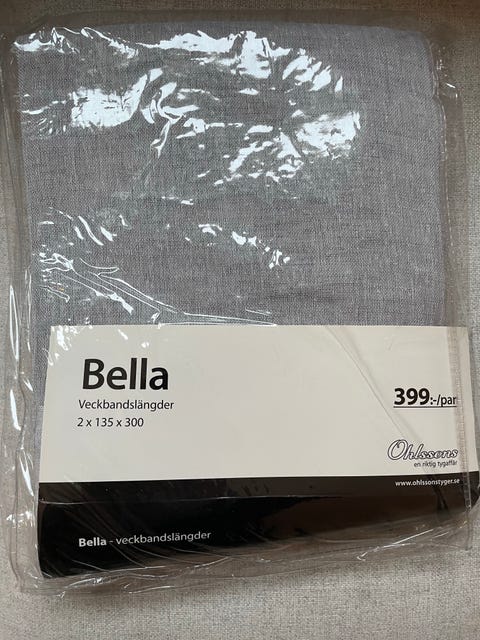 Bella
Veckbandslängder
2 x 135 x 300
399:-/par
Ohlssons
en riktig tygaffär
www.ohlssonstyger.se
Bella - veckbandslängder